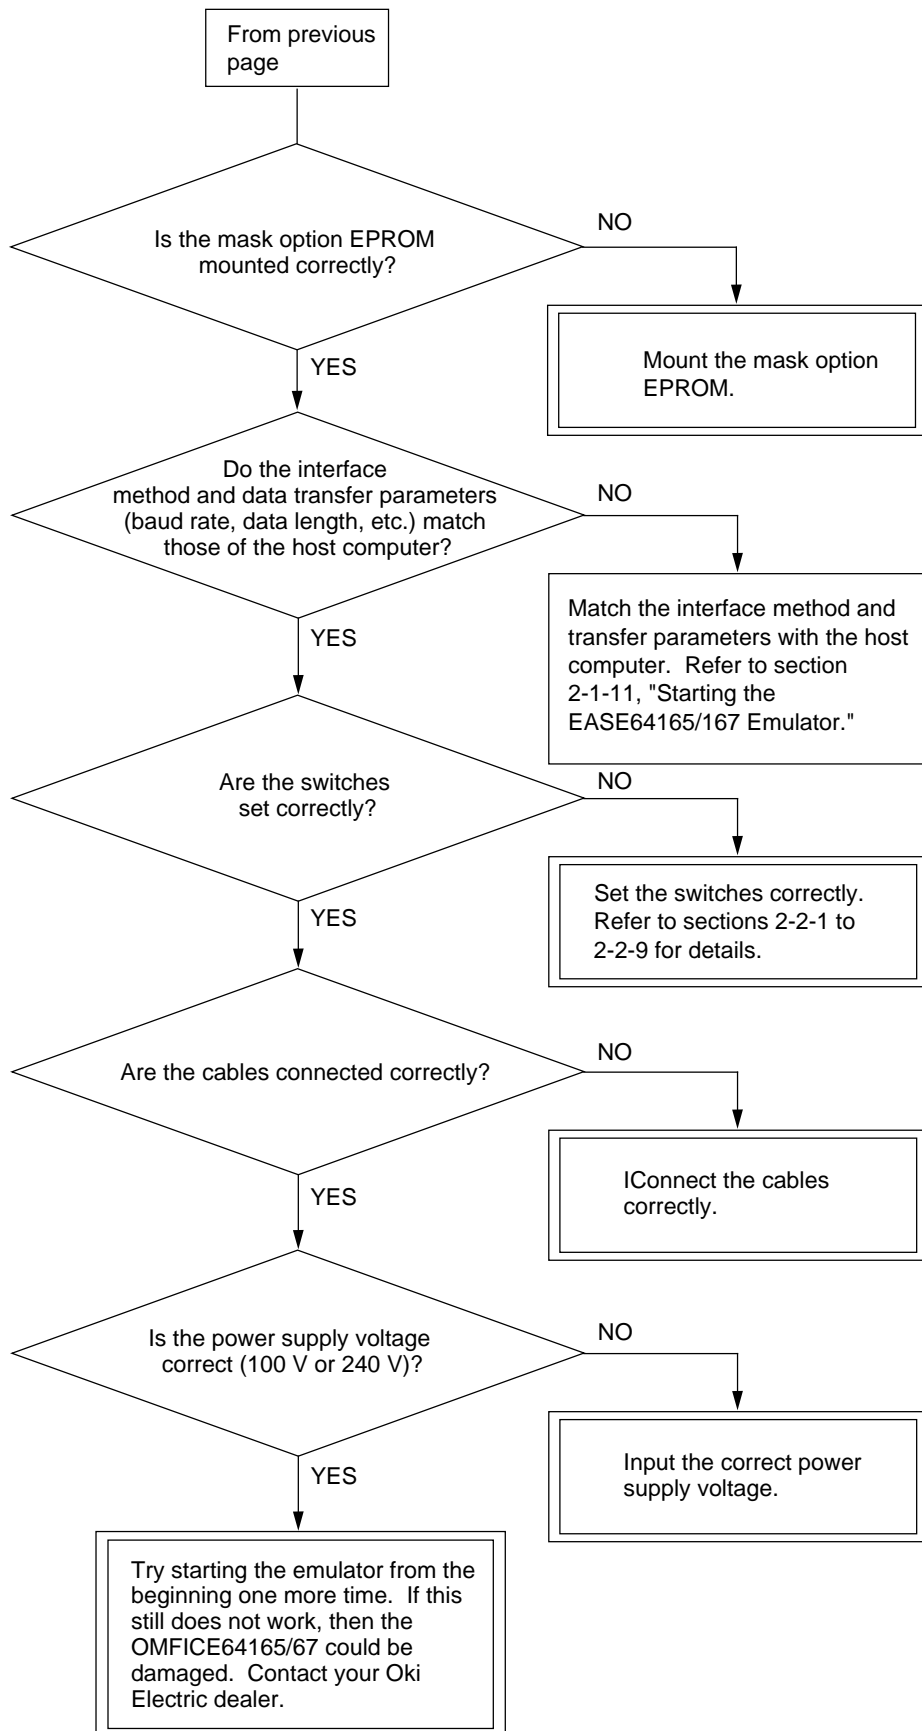 From previous
page
Is the mask option EPROM
mounted correctly?
NO
Mount the mask option
EPROM.
YES
Do the interface
method and data transfer parameters
(baud rate, data length, etc.) match
those of the host computer?
NO
Match the interface method and
transfer parameters with the host
computer.  Refer to section
2-1-11, "Starting the
EASE64165/167 Emulator."
YES
Are the switches
set correctly?
NO
Set the switches correctly.
Refer to sections 2-2-1 to
2-2-9 for details.
YES
Are the cables connected correctly?
NO
IConnect the cables
correctly.
YES
Is the power supply voltage
correct (100 V or 240 V)?
NO
Input the correct power
supply voltage.
YES
Try starting the emulator from the
beginning one more time.  If this
still does not work, then the
OMFICE64165/67 could be
damaged.  Contact your Oki
Electric dealer.